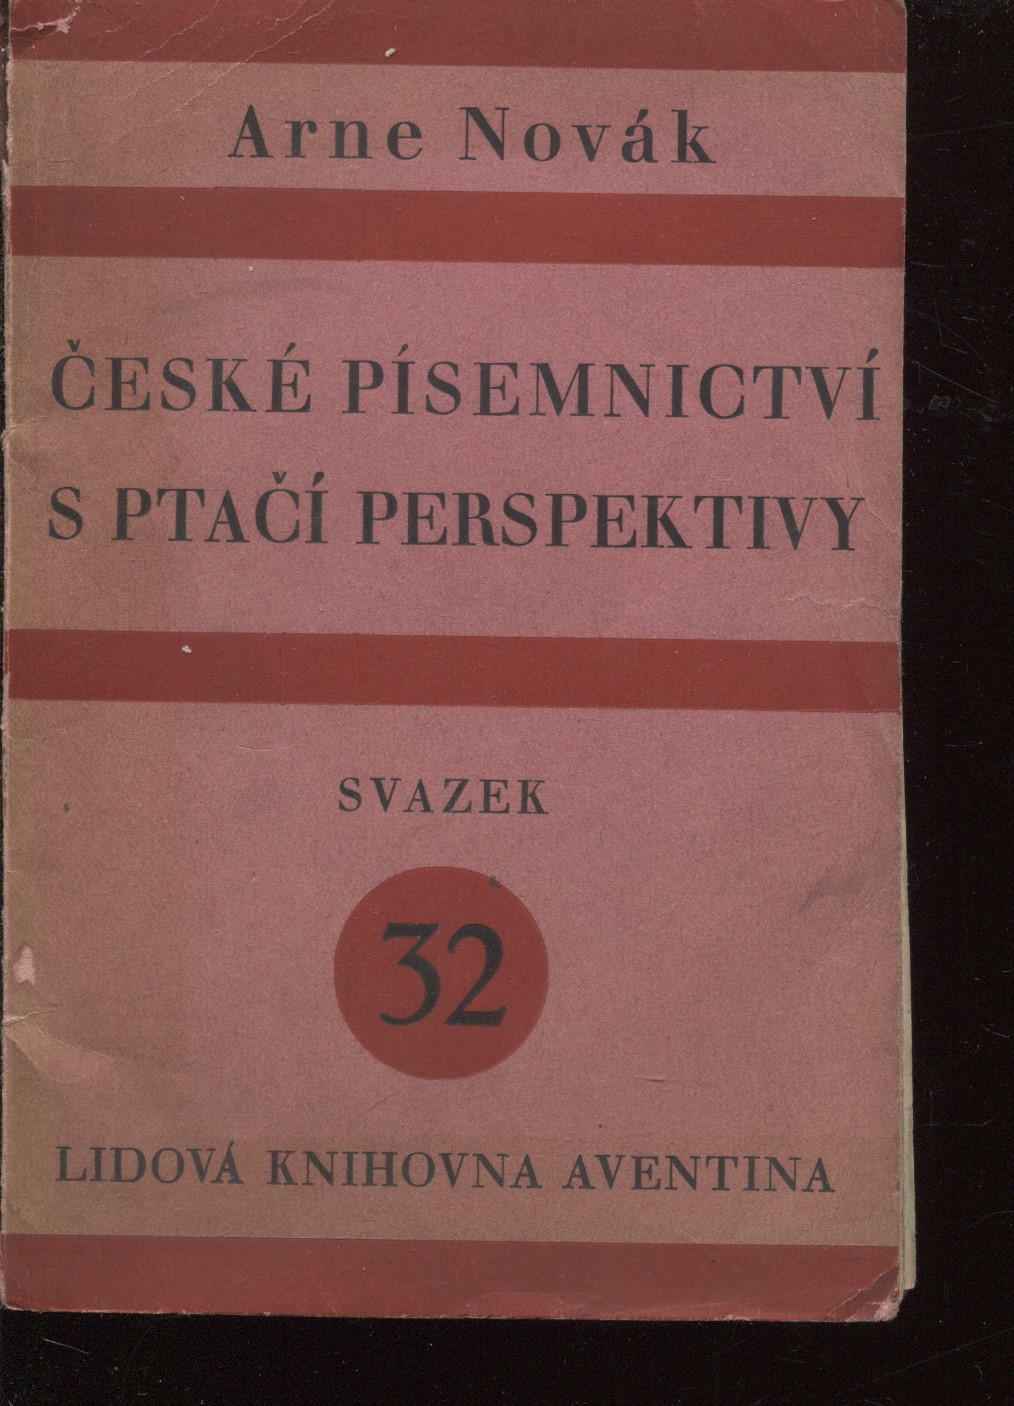 Arne Novák
ČESKÉ PÍSEMNICTVÍ
S PTAČÍ PERSPEKTIVY
SVAZEK
32
LIDOVÁ KNIHOVNA AVENTINA